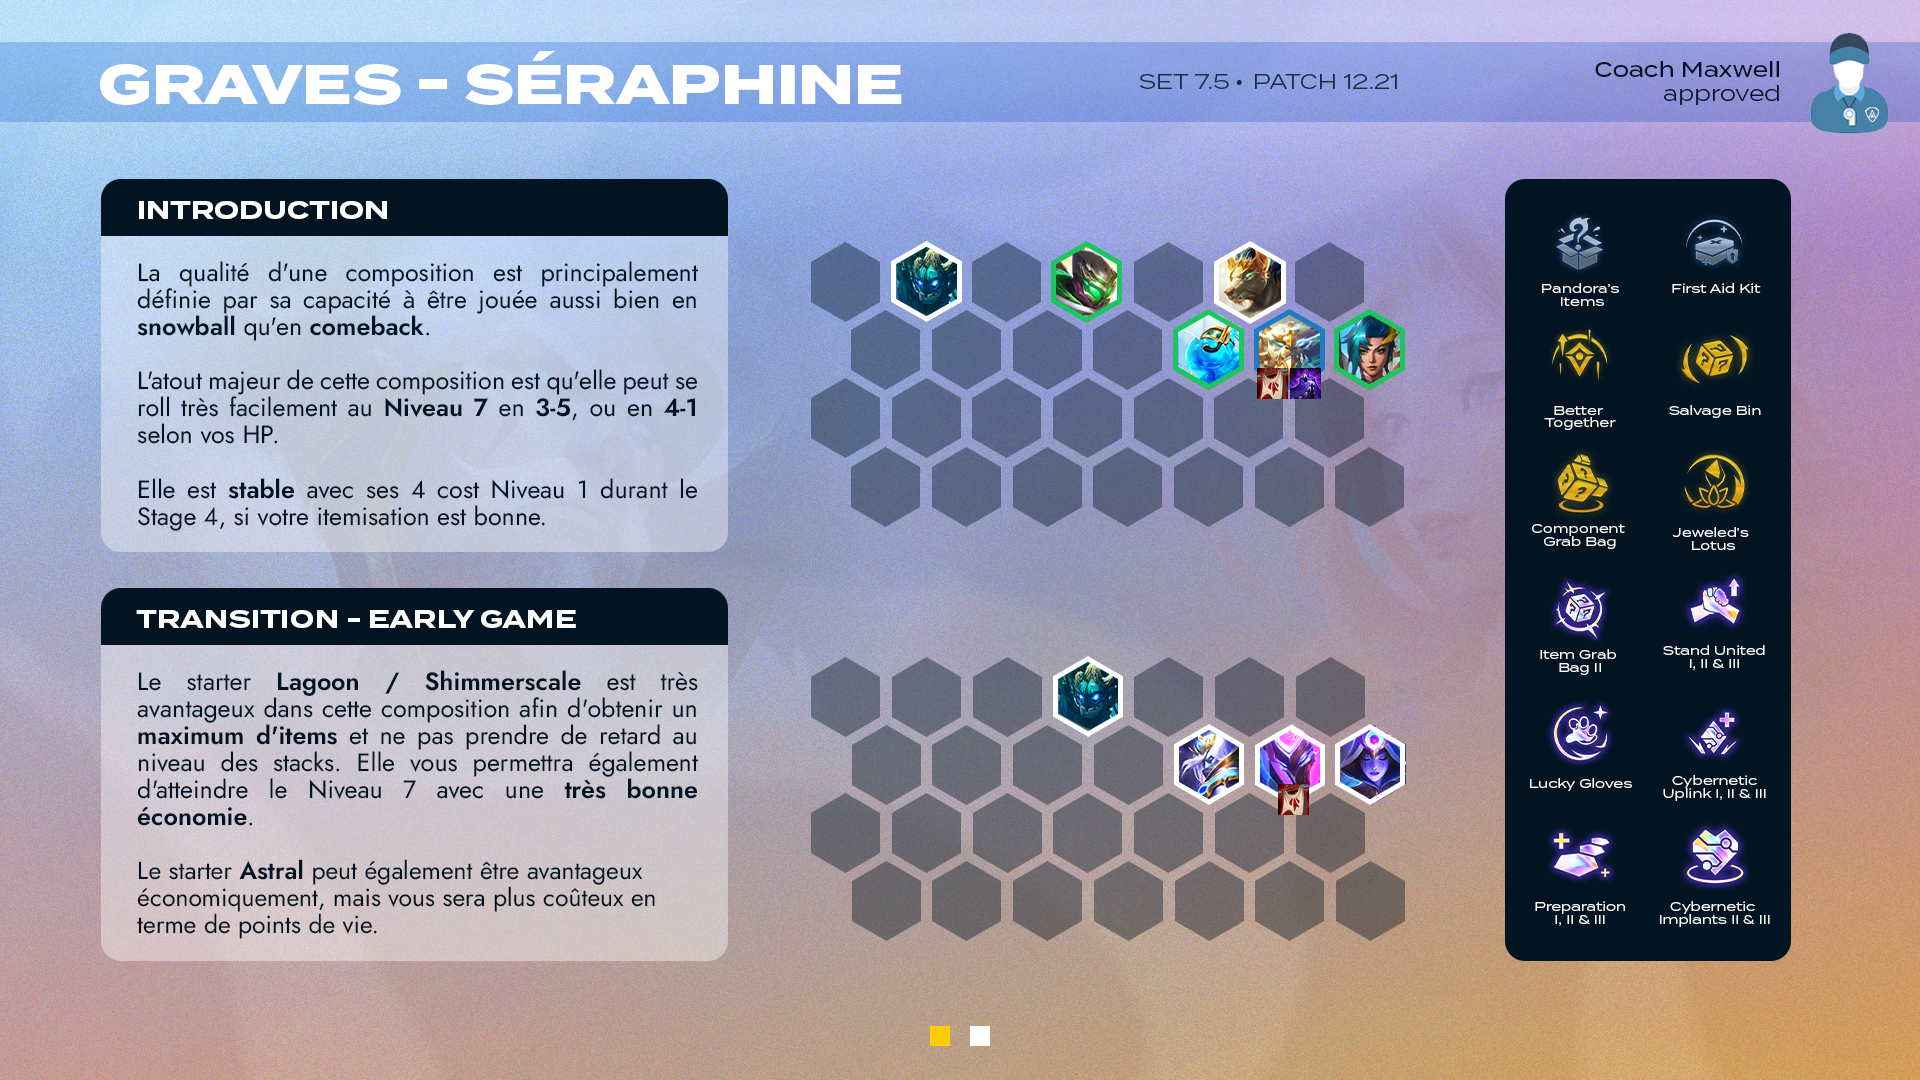 GRAVES - SÉRAPHINE
SET 7.5 • PATCH 12.21
Coach Maxwell
approved
INTRODUCTION
La qualité d'une composition est principalement
définie par sa capacité à être jouée aussi bien en
snowball qu'en comeback.
L'atout majeur de cette composition est qu'elle peut se
roll très facilement au Niveau 7 en 3-5, ou en 4-1
selon vos HP.
Elle est stable avec ses 4 cost Niveau 1 durant le
Stage 4, si votre itemisation est bonne.
TRANSITION - EARLY GAME
Le starter Lagoon / Shimmerscale est très
avantageux dans cette composition afin d'obtenir un
maximum d'items et ne pas prendre de retard au
niveau des stacks. Elle vous permettra également
d'atteindre le Niveau 7 avec une très bonne
économie.
Le starter Astral peut également être avantageux
économiquement, mais vous sera plus coûteux en
terme de points de vie.
Pandora's
Items
First Aid Kit
Better
Together
Salvage Bin
Component
Grab Bag
Jeweled's
Lotus
Item Grab
Bag II
Stand United
I, II & III
Lucky Gloves
Cybernetic
Uplink I, II & III
Preparation
I, II & III
Cybernetic
Implants II & III